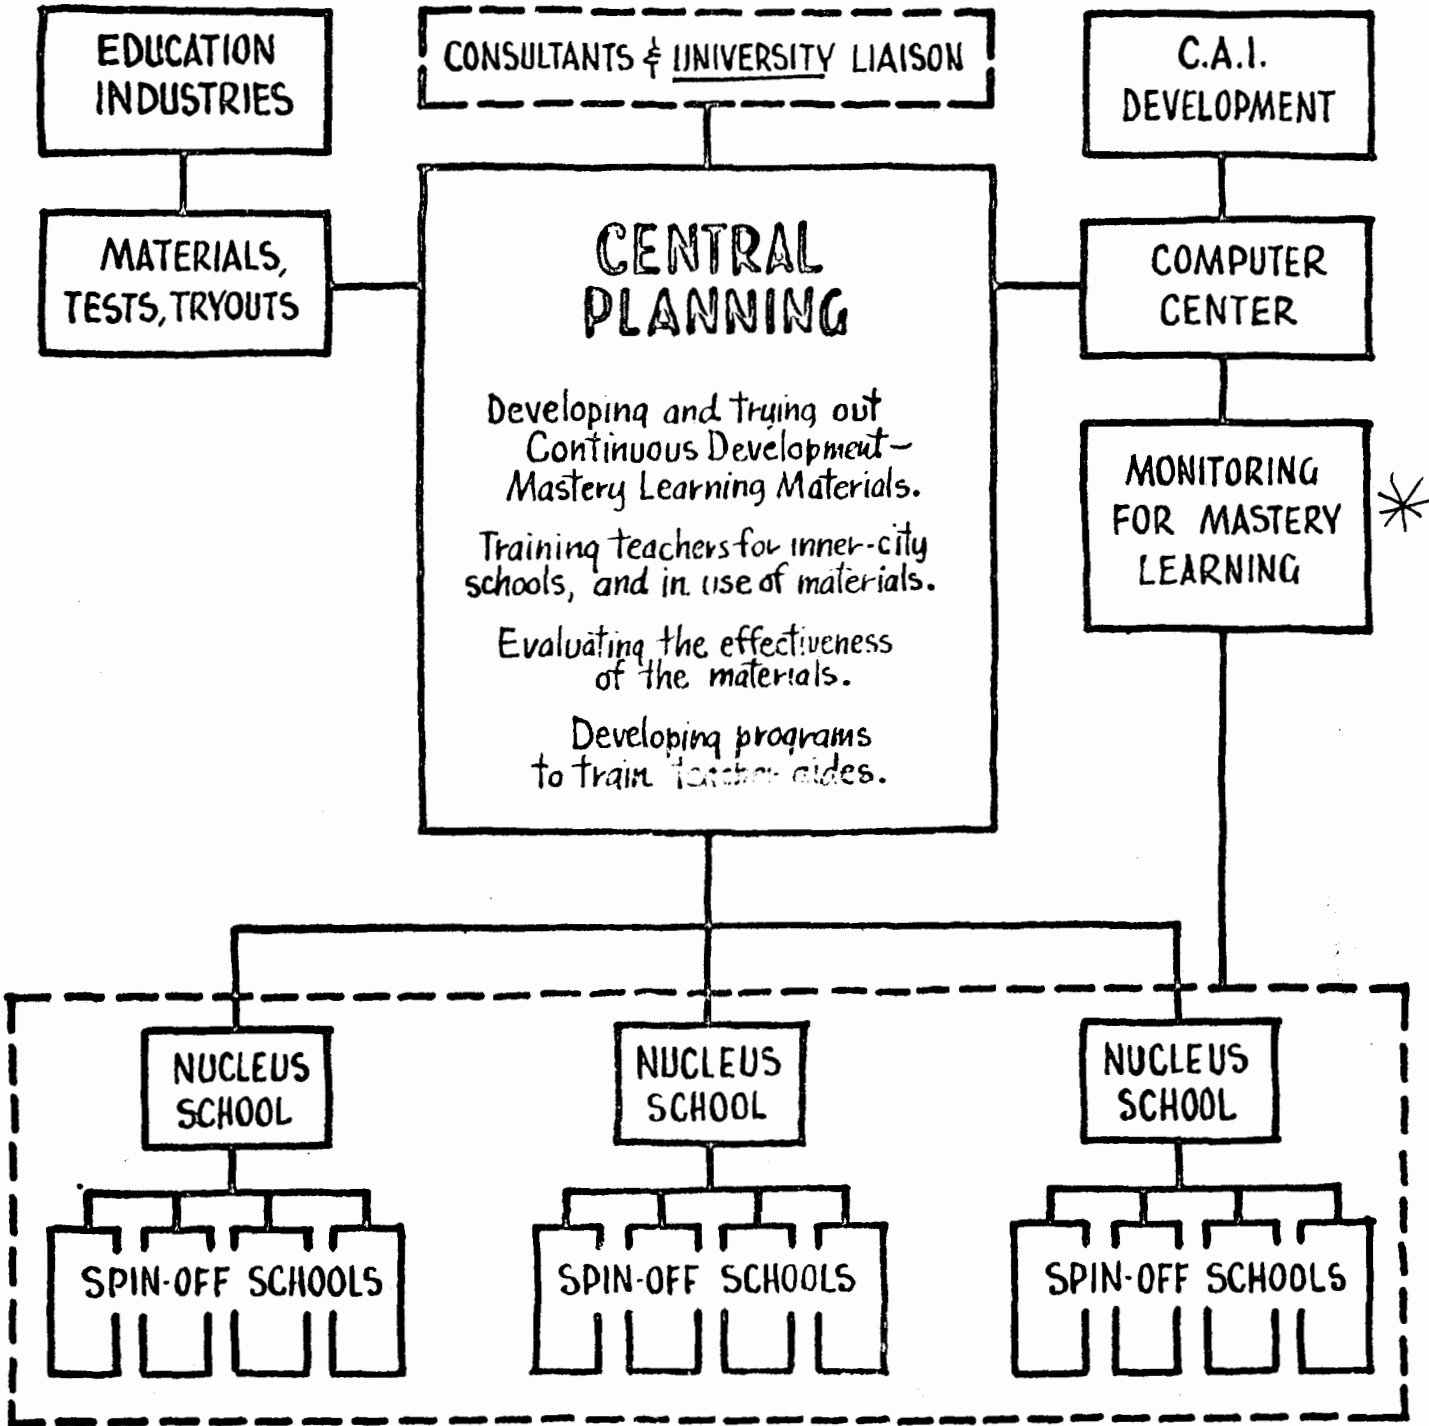 EDUCATION
INDUSTRIES
CONSULTANTS & UNIVERSITY LIAISON
C.A.I.
DEVELOPMENT
MATERIALS,
TESTS, TRYOUTS
CENTRAL
PLANNING
Developing and trying out
Continuous Development-
Mastery Learning Materials.
Training teachers for inner-city
schools, and in use of materials.
Evaluating the effectiveness
of the materials.
Developing programs
to train teacher aides.
COMPUTER
CENTER
MONITORING
FOR MASTERY
LEARNING
NUCLEUS
SCHOOL
NUCLEUS
SCHOOL
NUCLEUS
SCHOOL
SPIN-OFF SCHOOLS
SPIN-OFF SCHOOLS
SPIN-OFF SCHOOLS